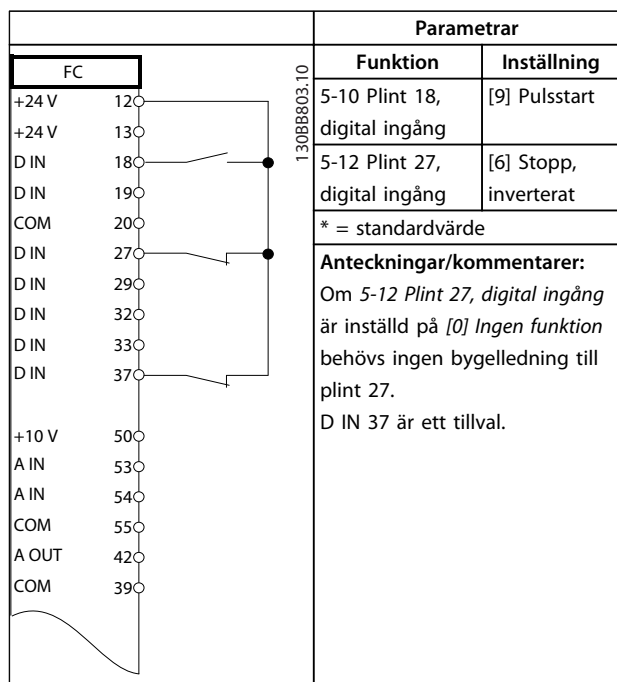 FC
130BB803.10
+24 V 12
+24 V 13
D IN 18
D IN 19
COM 20
D IN 27
D IN 29
D IN 32
D IN 33
D IN 37
+10 V 50
A IN 53
A IN 54
COM 55
A OUT 42
COM 39
Parametrar
Funktion Inställning
5-10 Plint 18, [9] Pulsstart
digital ingång
5-12 Plint 27, [6] Stopp,
digital ingång inverterat
* = standardvärde
Anteckningar/kommentarer:
Om 5-12 Plint 27, digital ingång
är inställd på [0] Ingen funktion
behövs ingen bygelledning till
plint 27.
D IN 37 är ett tillval.